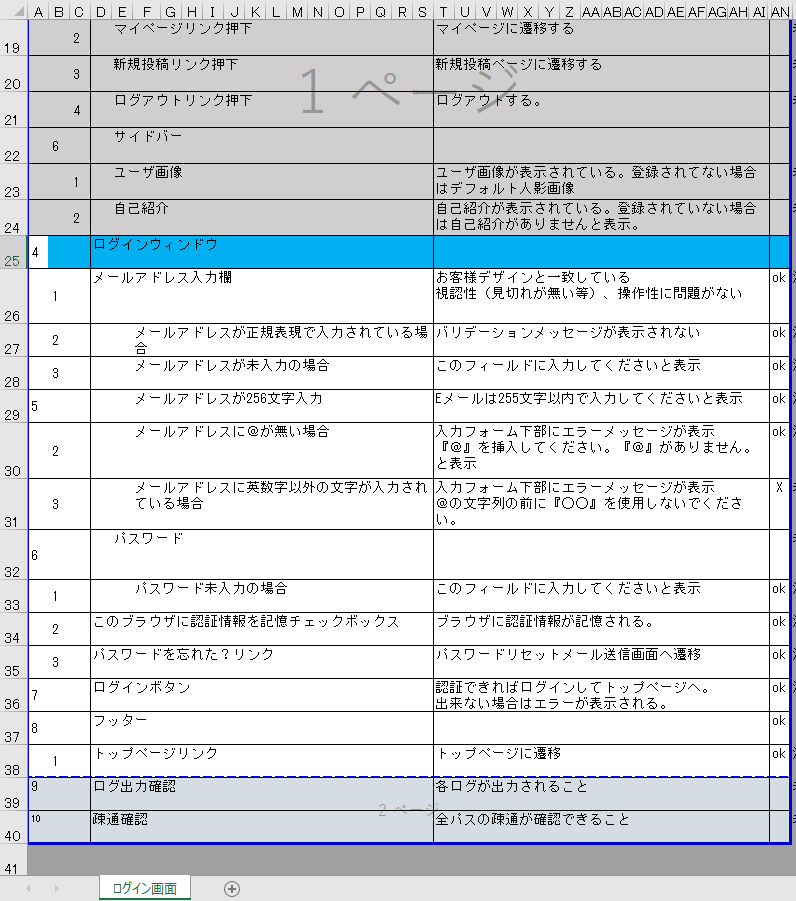 A B C D E F G H I J K L M N O P Q R S T U V W X Y Z AA AB AC AD AE AF AG AH AI AN
19 2 マイページリンク押下 マイページに遷移する
20 3 新規投稿リンク押下 新規投稿ページに遷移する
1 ページ
21 4 ログアウトリンク押下 ログアウトする。
22 6 サイドバー
23 1 ユーザ画像 ユーザ画像が表示されている。登録されてない場合
はデフォルト人影画像
24 2 自己紹介 自己紹介が表示されている。登録されていない場合
は自己紹介がありませんと表示。
25 4 ログインウィンドウ
26 1 メールアドレス入力欄 お客様デザインと一致している ok
視認性（見切れが無い等）、操作性に問題がない
27 2 メールアドレスが正規表現で入力されている場 バリデーションメッセージが表示されない ok
合
28 3 メールアドレスが未入力の場合 このフィールドに入力してくださいと表示 ok
29 5 メールアドレスが256文字入力 Eメールは255文字以内で入力してくださいと表示 ok
30 2 メールアドレスに＠が無い場合 入力フォーム下部にエラーメッセージが表示 ok
『＠』を挿入してください。『＠』がありません。
と表示
31 3 メールアドレスに英数字以外の文字が入力され 入力フォーム下部にエラーメッセージが表示 X
ている場合 ＠の文字列の前に『〇〇』を使用しないでくださ
い。
32 6 パスワード
33 1 パスワード未入力の場合 このフィールドに入力してくださいと表示 ok
34 2 このブラウザに認証情報を記憶チェックボックス ブラウザに認証情報が記憶される。 ok
35 3 パスワードを忘れた？リンク パスワードリセットメール送信画面へ遷移 ok
36 7 ログインボタン 認証できればログインしてトップページへ。 ok
出来ない場合はエラーが表示される。
37 8 フッター ok
38 1 トップページリンク トップページに遷移 ok
39 9 ログ出力確認 各ログが出力されること
2 ページ
40 10 疎通確認 全パスの疎通が確認できること
41
ログイン画面